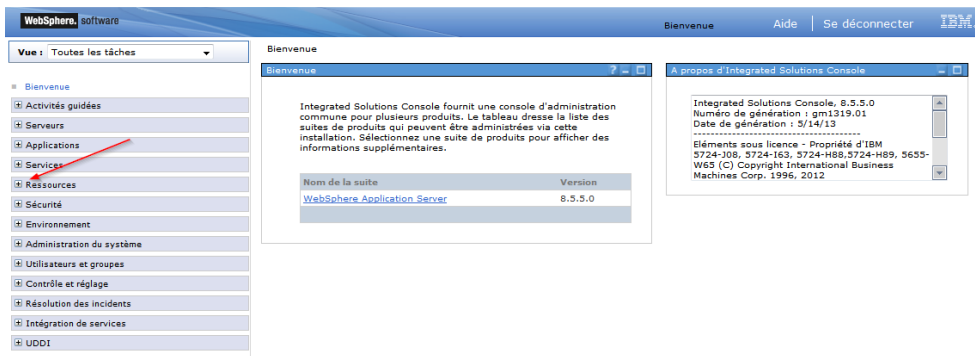 WebSphere. software
Bienvenue Aide Se déconnecter IBM.
Vue : Toutes les tâches
Bienvenue
Activités guidées
Serveurs
Applications
Services
Ressources
Sécurité
Environnement
Administration du système
Utilisateurs et groupes
Contrôle et réglage
Résolution des incidents
Intégration de services
UDDI
Bienvenue
Bienvenue ? –
Integrated Solutions Console fournit une console d'administration
commune pour plusieurs produits. Le tableau dresse la liste des
suites de produits qui peuvent être administrées via cette
installation. Sélectionnez une suite de produits pour afficher des
informations supplémentaires.
Nom de la suite Version
WebSphere Application Server 8.5.5.0
A propos d'Integrated Solutions Console –
Integrated Solutions Console, 8.5.5.0
Numéro de génération : gm1319.01
Date de génération : 5/14/13
----------------------------------------
Eléments sous licence - Propriété d'IBM
5724-J08, 5724-I63, 5724-H88,5724-H89, 5655-
W65 (C) Copyright International Business
Machines Corp. 1996, 2012